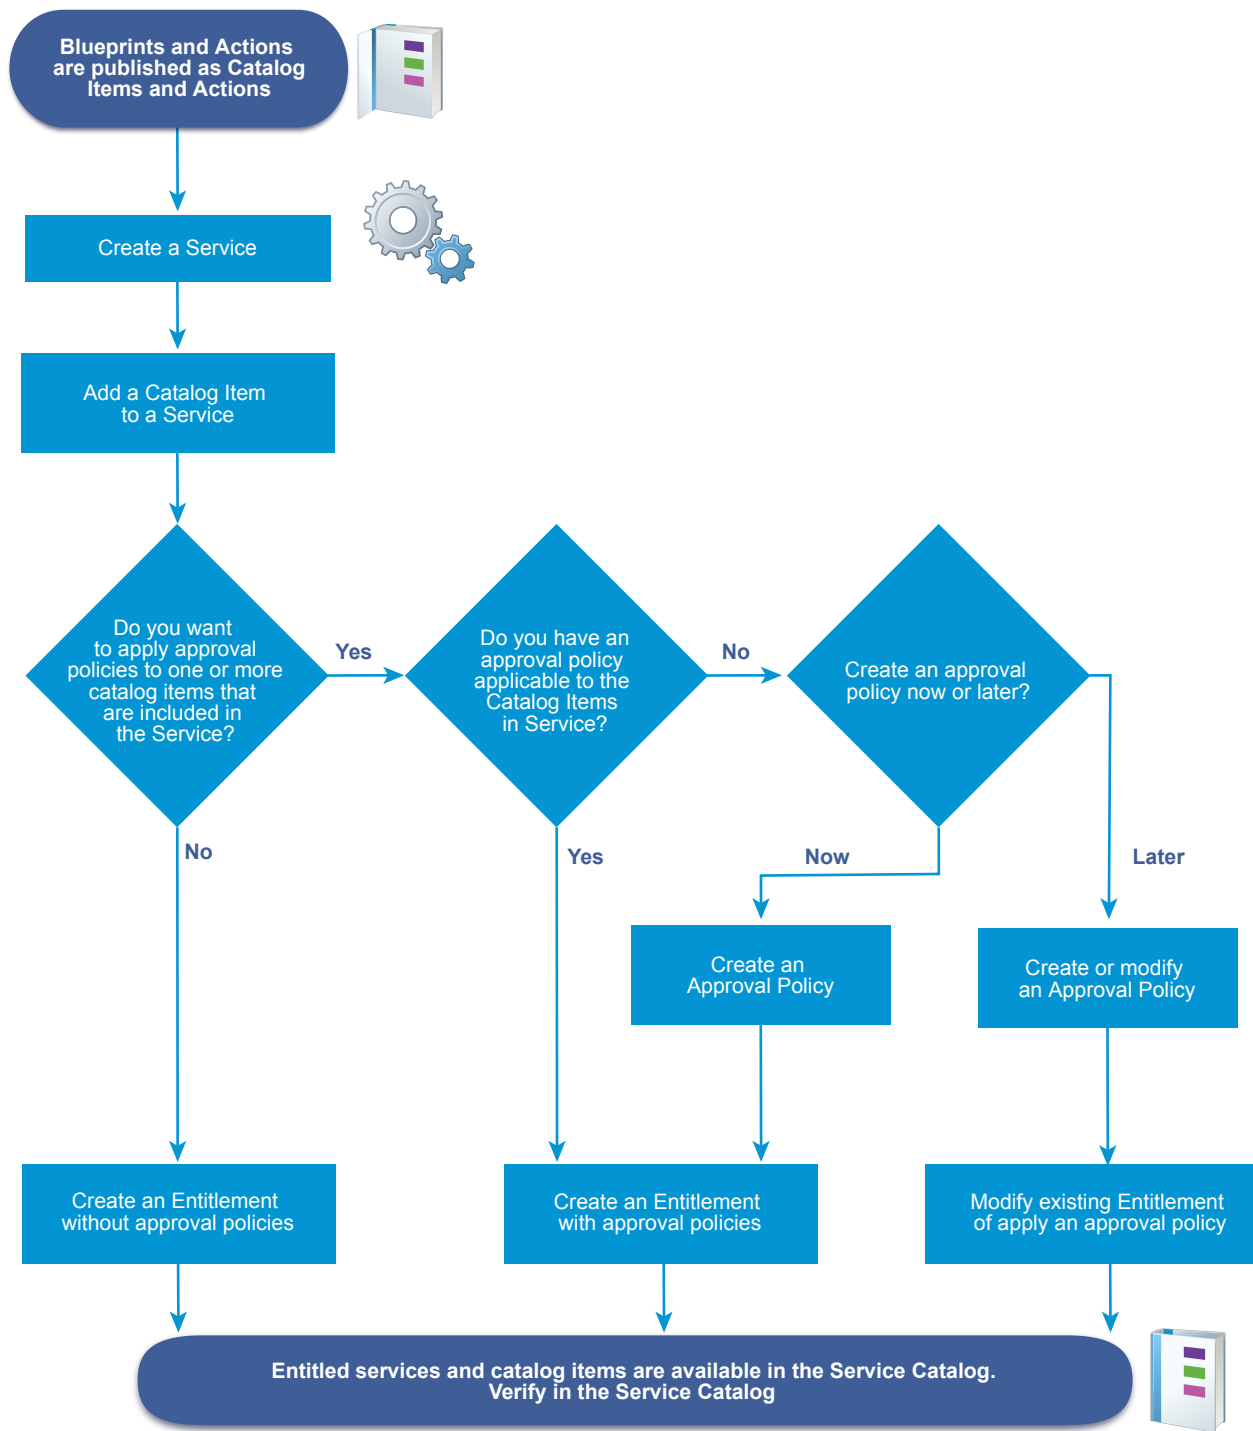 Blueprints and Actions
are published as Catalog
Items and Actions
Create a Service
Add a Catalog Item
to a Service
Do you want
to apply approval
policies to one or more
catalog items that
are included in
the Service?
Yes
Do you have an
approval policy
applicable to the
Catalog Items
in Service?
No
Create an approval
policy now or later?
No
Yes
Now
Later
Create an
Approval Policy
Create or modify
an Approval Policy
Create an Entitlement
without approval policies
Create an Entitlement
with approval policies
Modify existing Entitlement
of apply an approval policy
Entitled services and catalog items are available in the Service Catalog.
Verify in the Service Catalog